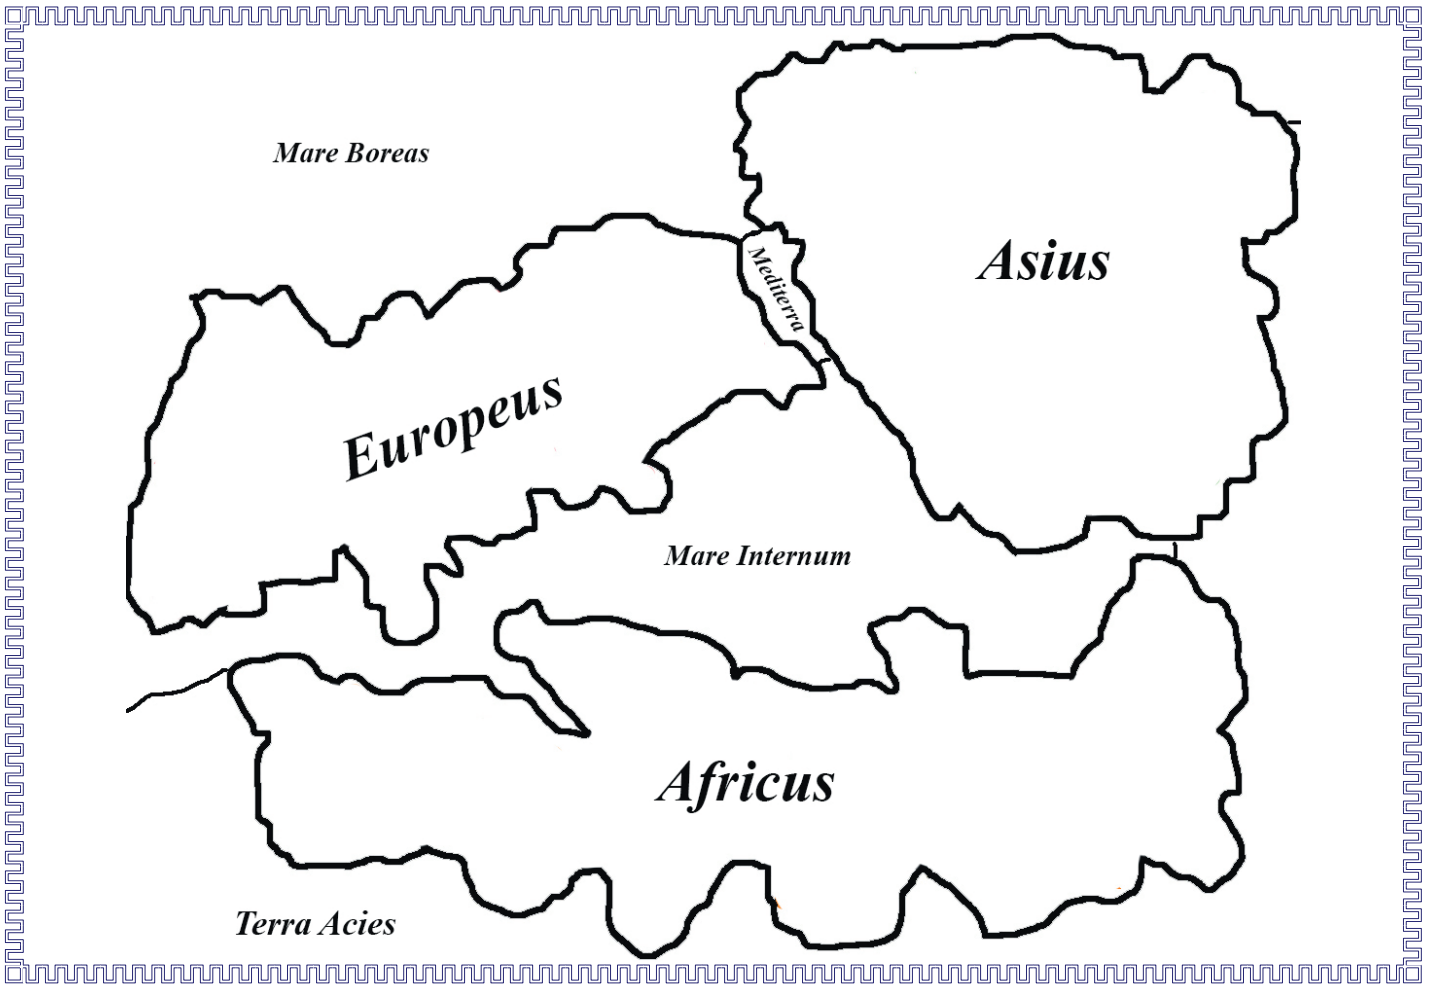 Mare Boreas
Asius
Mediterra
Europeus
Mare Internum
Africus
Terra Acies